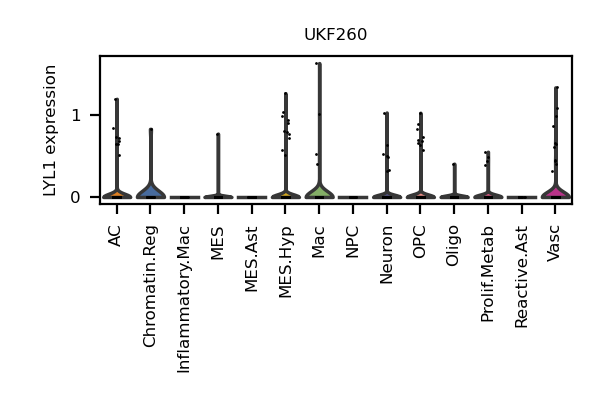 UKF260
LYL1 expression
1
0
AC
Chromatin.Reg
Inflammatory.Mac
MES
MES.Ast
MES.Hyp
Mac
NPC
Neuron
OPC
Oligo
Prolif.Metab
Reactive.Ast
Vasc